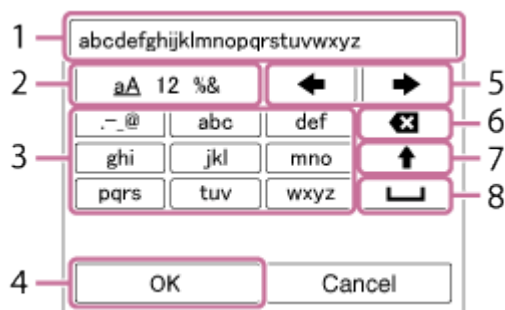 1 abcdefghijklmnopqrstuvwxyz
2 aA 12 %& 5
.-_@ abc def 6
3 ghi jkl mno 7
pqrs tuv wxyz 8
4 OK Cancel